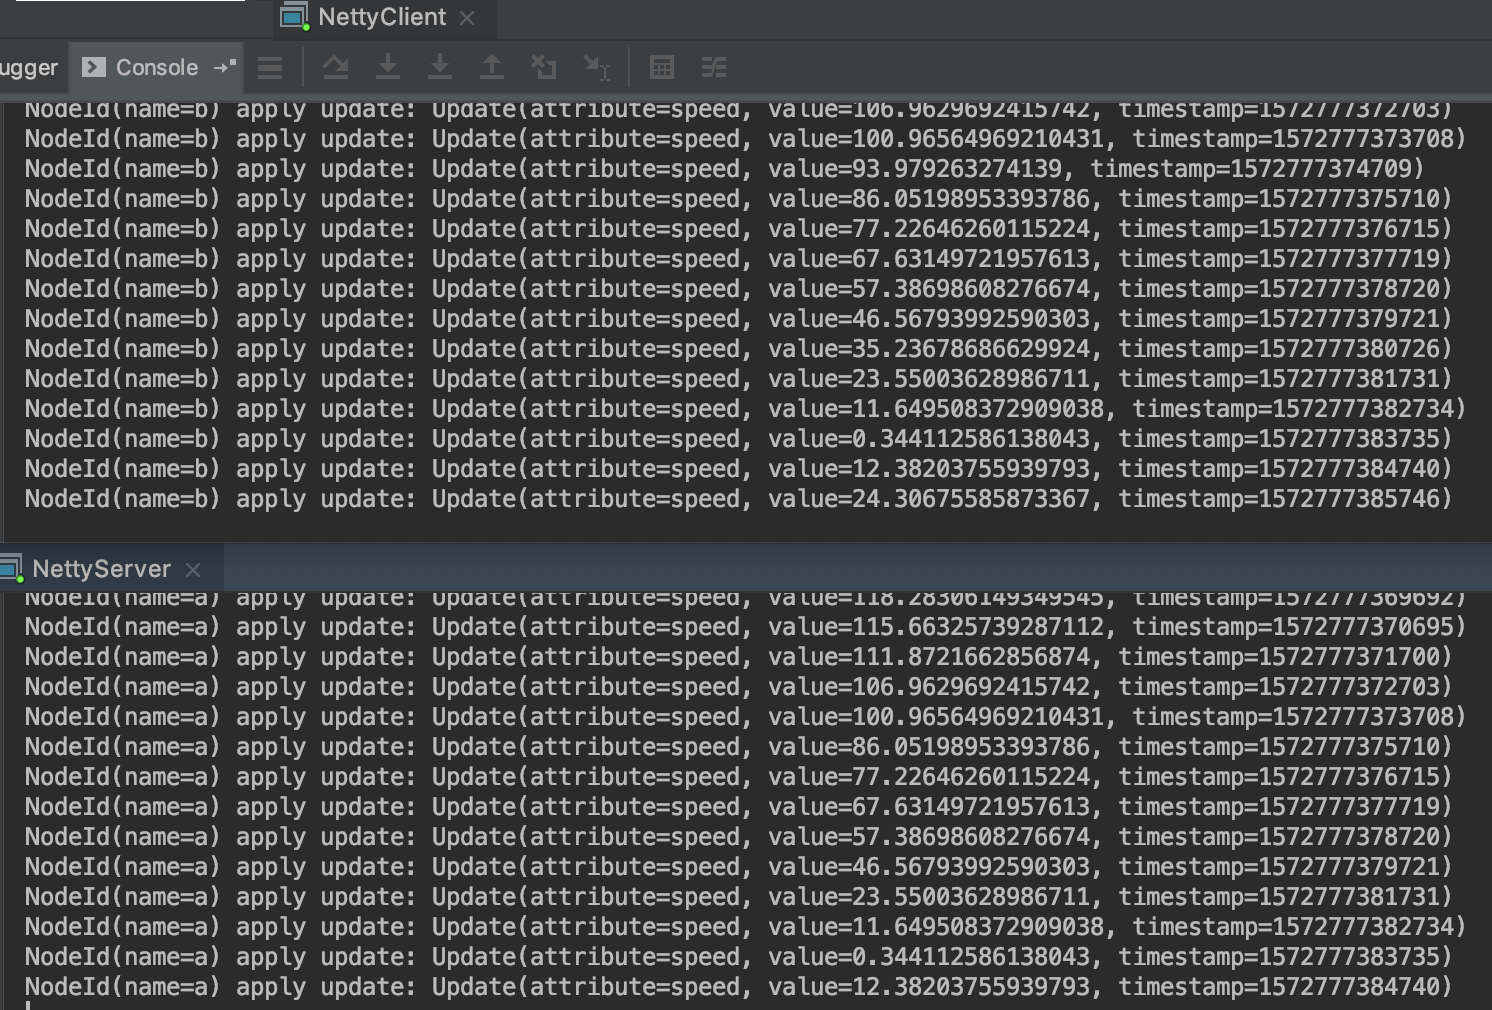 NettyClient
ugger Console
NodeId(name=b) apply update: Update(attribute=speed, value=106.9629692415742, timestamp=1572777372703)
NodeId(name=b) apply update: Update(attribute=speed, value=100.96564969210431, timestamp=1572777373708)
NodeId(name=b) apply update: Update(attribute=speed, value=93.979263274139, timestamp=1572777374709)
NodeId(name=b) apply update: Update(attribute=speed, value=86.05198953393786, timestamp=1572777375710)
NodeId(name=b) apply update: Update(attribute=speed, value=77.22646260115224, timestamp=1572777376715)
NodeId(name=b) apply update: Update(attribute=speed, value=67.63149721957613, timestamp=1572777377719)
NodeId(name=b) apply update: Update(attribute=speed, value=57.38698608276674, timestamp=1572777378720)
NodeId(name=b) apply update: Update(attribute=speed, value=46.56793992590303, timestamp=1572777379721)
NodeId(name=b) apply update: Update(attribute=speed, value=35.23678686629924, timestamp=1572777380726)
NodeId(name=b) apply update: Update(attribute=speed, value=23.55003628986711, timestamp=1572777381731)
NodeId(name=b) apply update: Update(attribute=speed, value=11.649508372909038, timestamp=1572777382734)
NodeId(name=b) apply update: Update(attribute=speed, value=0.344112586138043, timestamp=1572777383735)
NodeId(name=b) apply update: Update(attribute=speed, value=12.38203755939793, timestamp=1572777384740)
NodeId(name=b) apply update: Update(attribute=speed, value=24.30675585873367, timestamp=1572777385746)
NettyServer
NodeId(name=a) apply update: Update(attribute=speed, value=118.28306149349545, timestamp=1572777369692)
NodeId(name=a) apply update: Update(attribute=speed, value=115.66325739287112, timestamp=1572777370695)
NodeId(name=a) apply update: Update(attribute=speed, value=111.8721662856874, timestamp=1572777371700)
NodeId(name=a) apply update: Update(attribute=speed, value=106.9629692415742, timestamp=1572777372703)
NodeId(name=a) apply update: Update(attribute=speed, value=100.96564969210431, timestamp=1572777373708)
NodeId(name=a) apply update: Update(attribute=speed, value=86.05198953393786, timestamp=1572777375710)
NodeId(name=a) apply update: Update(attribute=speed, value=77.22646260115224, timestamp=1572777376715)
NodeId(name=a) apply update: Update(attribute=speed, value=67.63149721957613, timestamp=1572777377719)
NodeId(name=a) apply update: Update(attribute=speed, value=57.38698608276674, timestamp=1572777378720)
NodeId(name=a) apply update: Update(attribute=speed, value=46.56793992590303, timestamp=1572777379721)
NodeId(name=a) apply update: Update(attribute=speed, value=23.55003628986711, timestamp=1572777381731)
NodeId(name=a) apply update: Update(attribute=speed, value=11.649508372909038, timestamp=1572777382734)
NodeId(name=a) apply update: Update(attribute=speed, value=0.344112586138043, timestamp=1572777383735)
NodeId(name=a) apply update: Update(attribute=speed, value=12.38203755939793, timestamp=1572777384740)